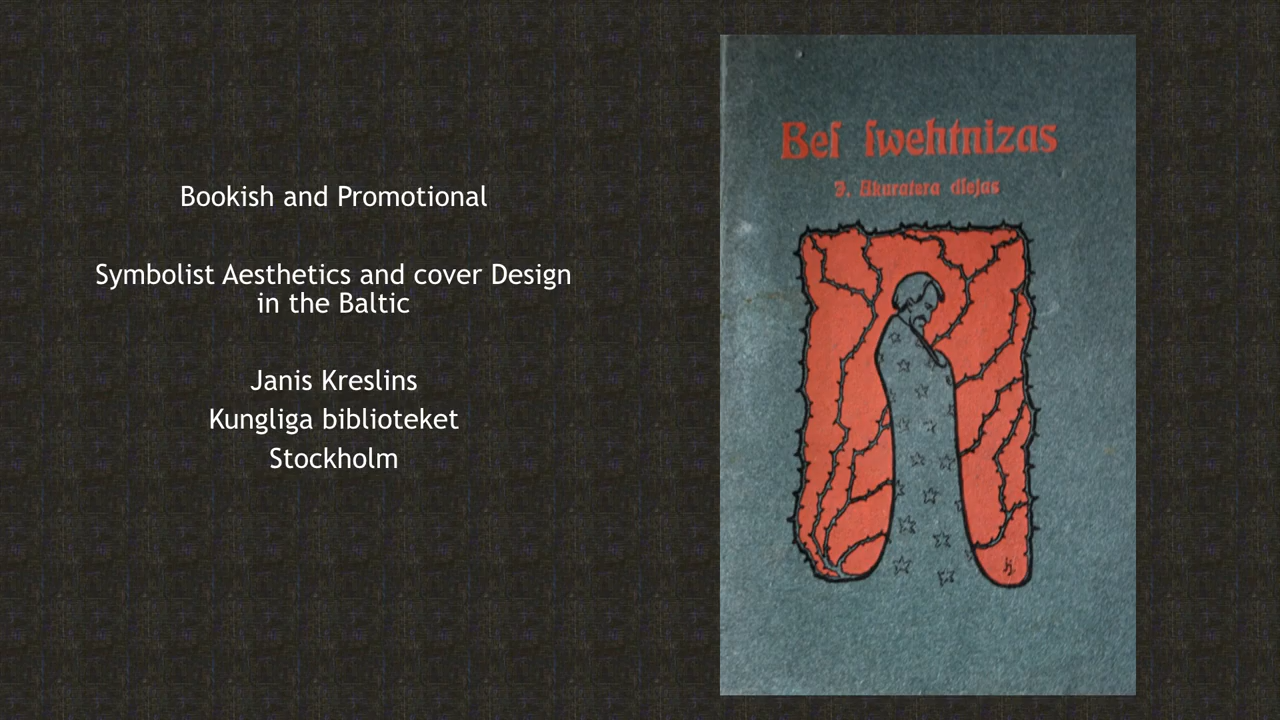 Bookish and Promotional
Symbolist Aesthetics and cover Design
in the Baltic
Janis Kreslins
Kungliga biblioteket
Stockholm
Beſ ſwehtnizas
J. Akuratera dſejas